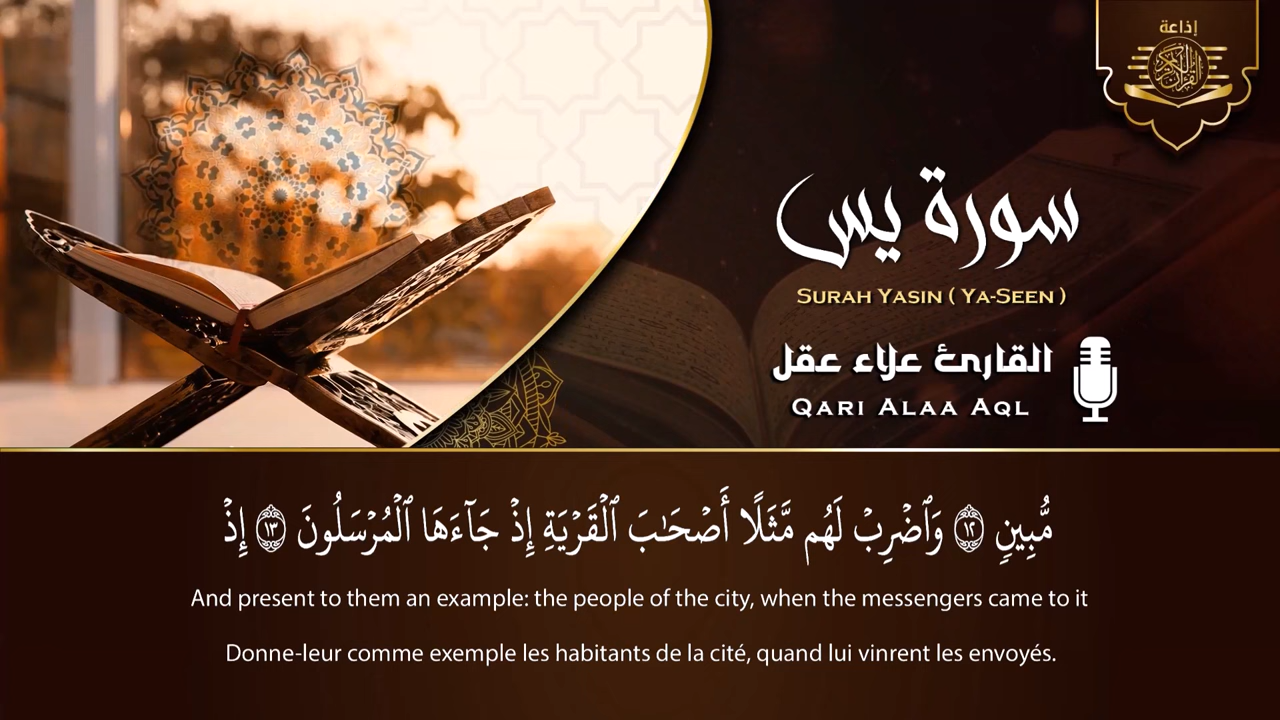 إذاعة
القرآن الكريم
سورة يس
SURAH YASIN ( YA-SEEN )
القارئ علاء عقل
QARI ALAA AQL
مُّبِينٍ ١٢ وَٱضْرِبْ لَهُم مَّثَلًا أَصْحَٰبَ ٱلْقَرْيَةِ إِذْ جَآءَهَا ٱلْمُرْسَلُونَ ١٣ إِذْ
And present to them an example: the people of the city, when the messengers came to it
Donne-leur comme exemple les habitants de la cité, quand lui vinrent les envoyés.